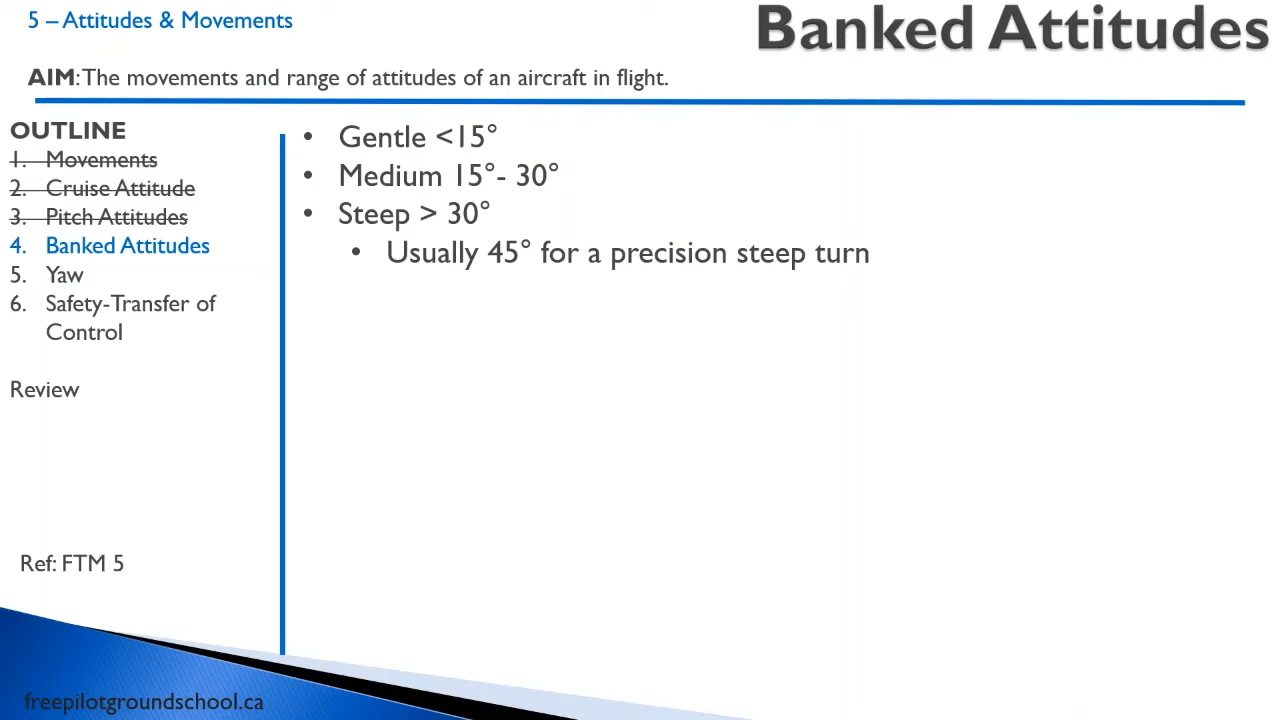 5 – Attitudes & Movements
Banked Attitudes
AIM: The movements and range of attitudes of an aircraft in flight.
OUTLINE
1. Movements
2. Cruise Attitude
3. Pitch Attitudes
4. Banked Attitudes
5. Yaw
6. Safety-Transfer of
Control
Review
Ref: FTM 5
• Gentle <15°
• Medium 15°- 30°
• Steep > 30°
• Usually 45° for a precision steep turn
freepilotgroundschool.ca